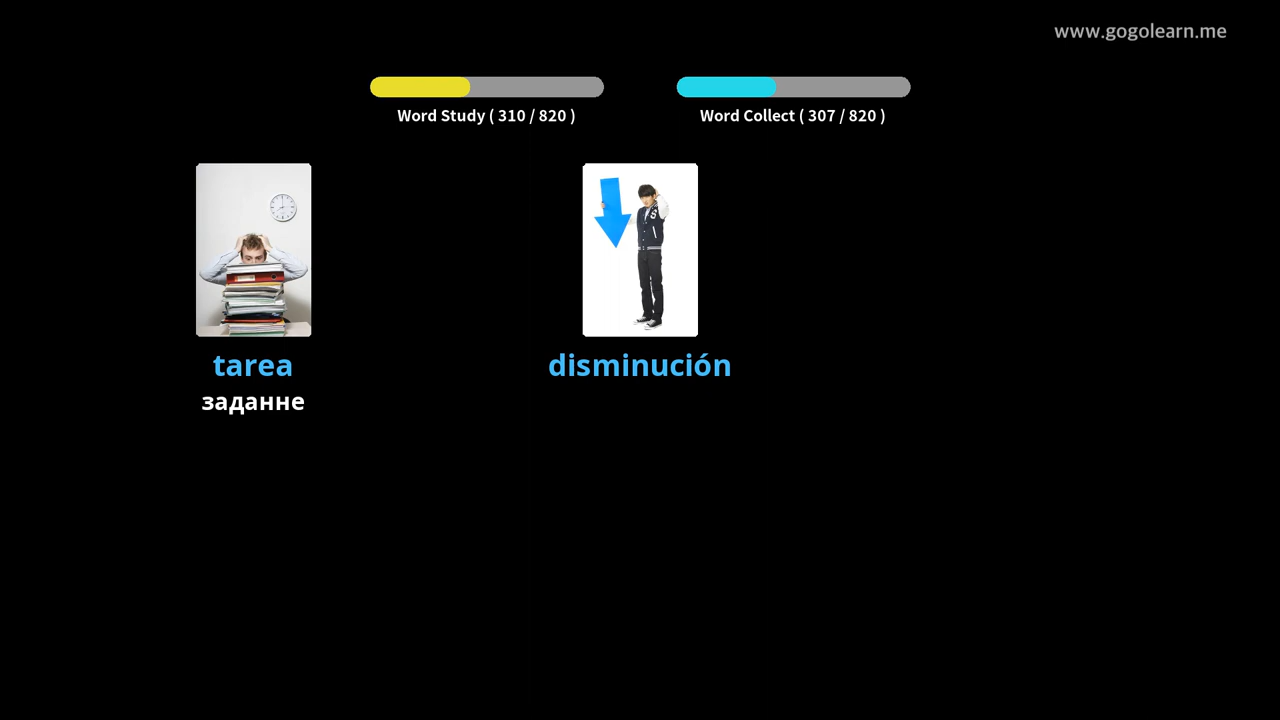 www.gogolearn.me
Word Study ( 310 / 820 )
Word Collect ( 307 / 820 )
tarea
заданне
disminución